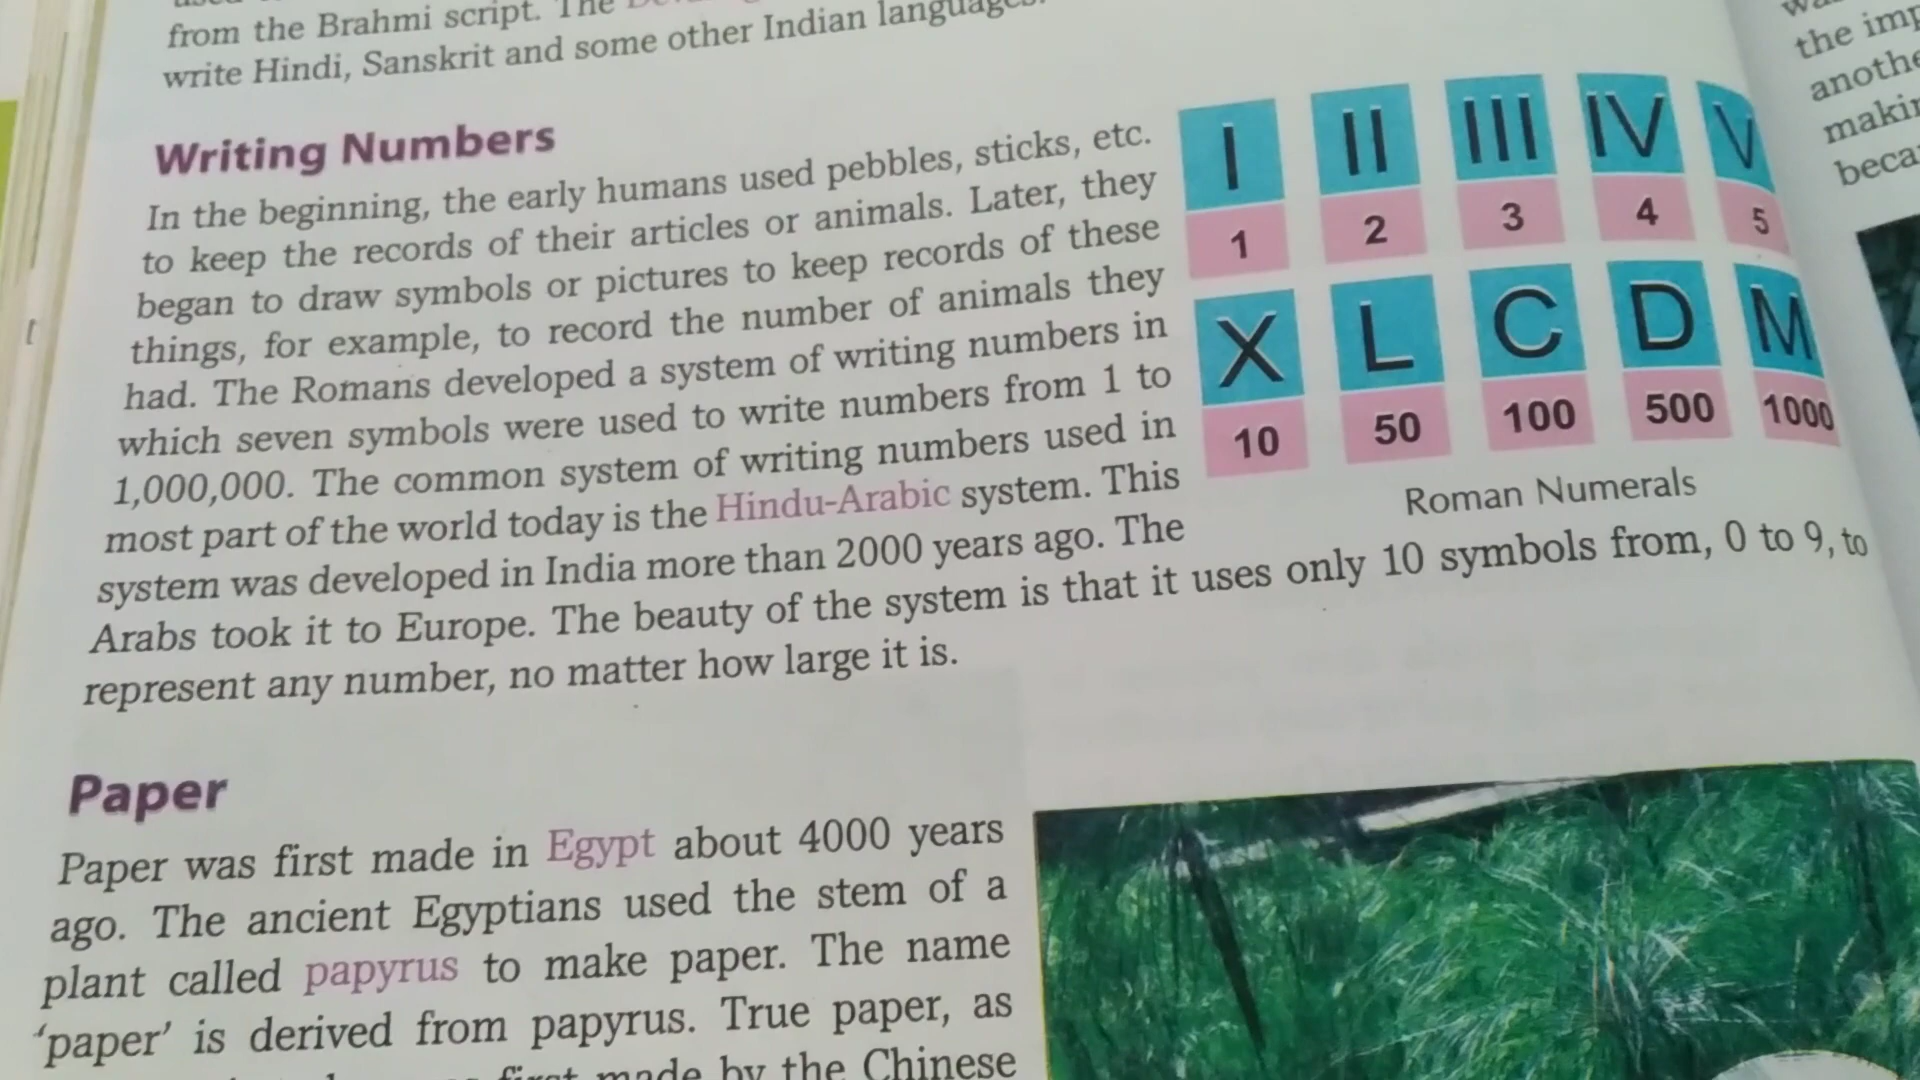 from the Brahmi script. The
write Hindi, Sanskrit and some other Indian languages.
Writing Numbers
In the beginning, the early humans used pebbles, sticks, etc.
to keep the records of their articles or animals. Later, they
began to draw symbols or pictures to keep records of these
things, for example, to record the number of animals they
had. The Romans developed a system of writing numbers in
which seven symbols were used to write numbers from 1 to
1,000,000. The common system of writing numbers used in
most part of the world today is the Hindu-Arabic system. This
system was developed in India more than 2000 years ago. The
Arabs took it to Europe. The beauty of the system is that it uses only 10 symbols from, 0 to 9, to
represent any number, no matter how large it is.
I II III IV V
1 2 3 4 5
X L C D M
10 50 100 500 1000
Roman Numerals
Paper
Paper was first made in Egypt about 4000 years
ago. The ancient Egyptians used the stem of a
plant called papyrus to make paper. The name
‘paper’ is derived from papyrus. True paper, as
first made by the Chinese
the